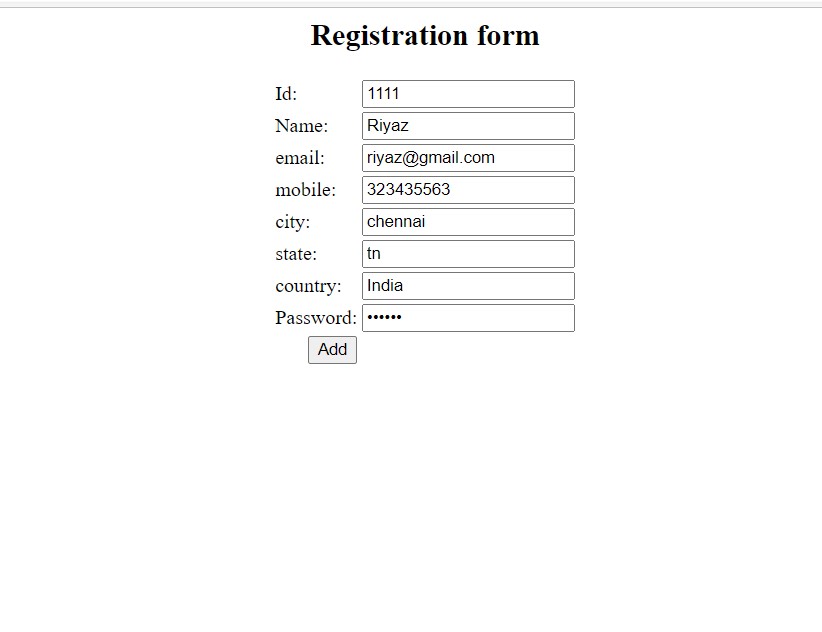 Registration form
Id: 1111
Name: Riyaz
email: riyaz@gmail.com
mobile: 323435563
city: chennai
state: tn
country: India
Password: ••••••
Add